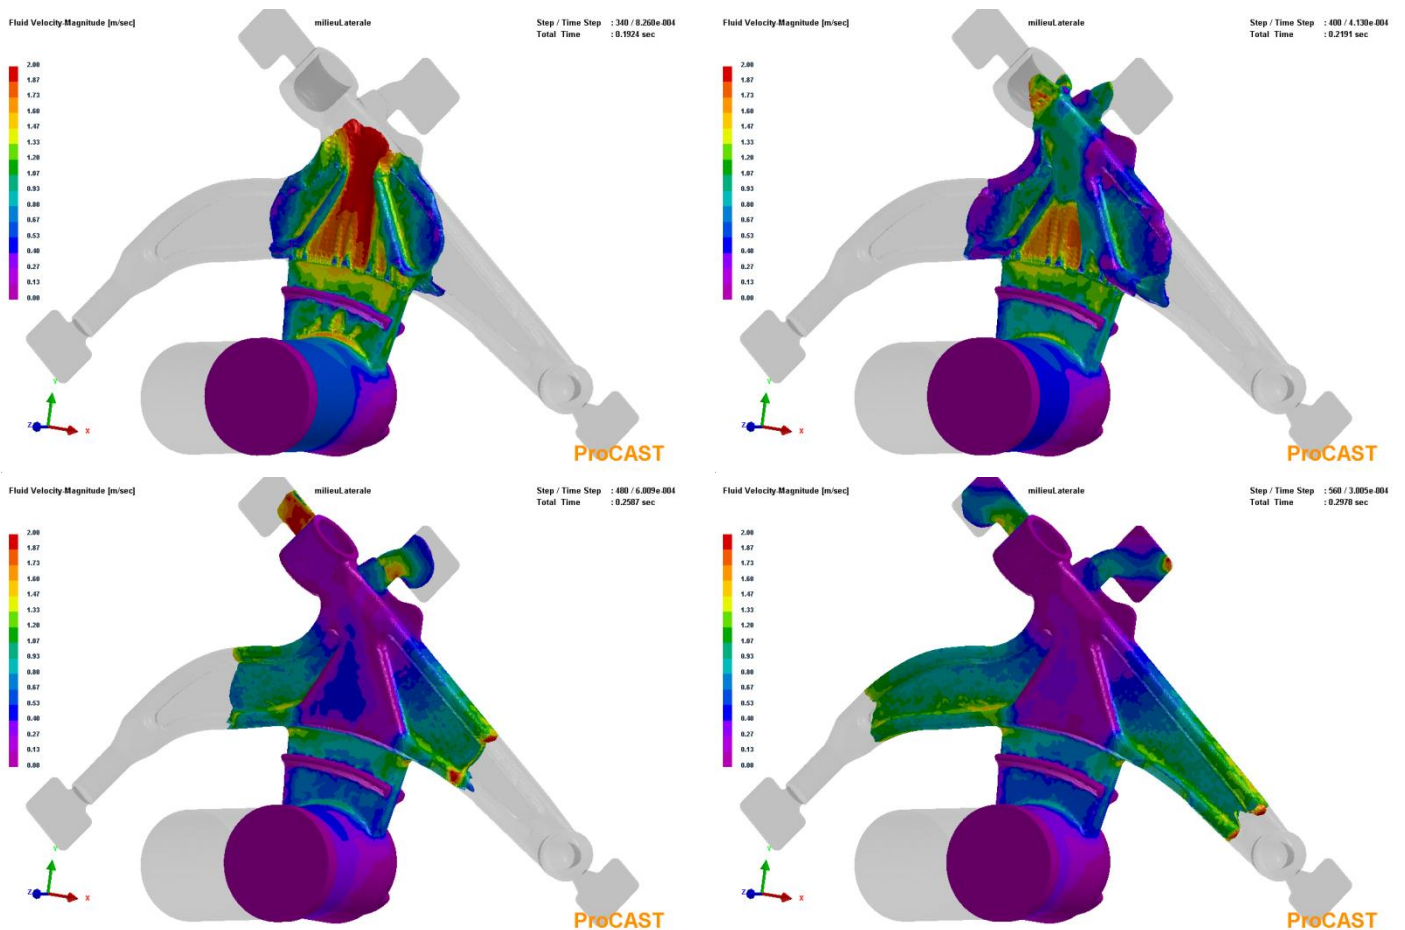 Fluid Velocity-Magnitude [m/sec] milieuLaterale Step / Time Step : 340 / 8.260e-004
Total Time : 0.1924 sec
2.00
1.87
1.73
1.60
1.47
1.33
1.20
1.07
0.93
0.80
0.67
0.53
0.40
0.27
0.13
0.00
Y
Z
X
ProCAST
Fluid Velocity-Magnitude [m/sec] milieuLaterale Step / Time Step : 400 / 4.130e-004
Total Time : 0.2191 sec
2.00
1.87
1.73
1.60
1.47
1.33
1.20
1.07
0.93
0.80
0.67
0.53
0.40
0.27
0.13
0.00
Y
Z
X
ProCAST
Fluid Velocity-Magnitude [m/sec] milieuLaterale Step / Time Step : 480 / 6.009e-004
Total Time : 0.2587 sec
2.00
1.87
1.73
1.60
1.47
1.33
1.20
1.07
0.93
0.80
0.67
0.53
0.40
0.27
0.13
0.00
Y
Z
X
ProCAST
Fluid Velocity-Magnitude [m/sec] milieuLaterale Step / Time Step : 560 / 3.005e-004
Total Time : 0.2978 sec
2.00
1.87
1.73
1.60
1.47
1.33
1.20
1.07
0.93
0.80
0.67
0.53
0.40
0.27
0.13
0.00
Y
Z
X
ProCAST